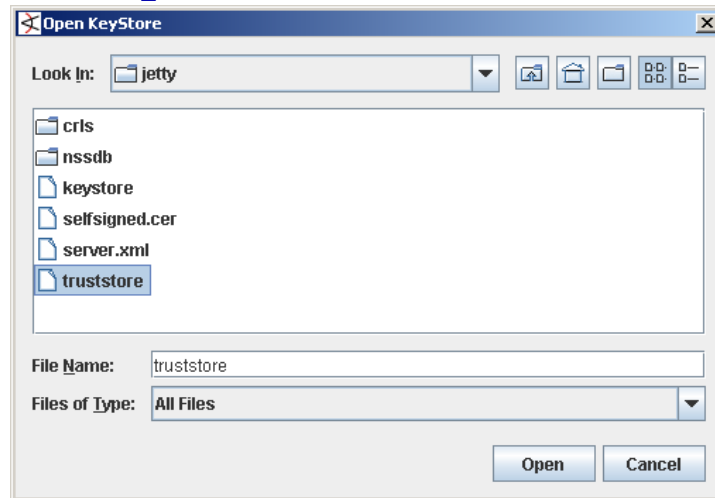 Open KeyStore
Look In: jetty
crls
nssdb
keystore
selfsigned.cer
server.xml
truststore
File Name: truststore
Files of Type: All Files
Open Cancel